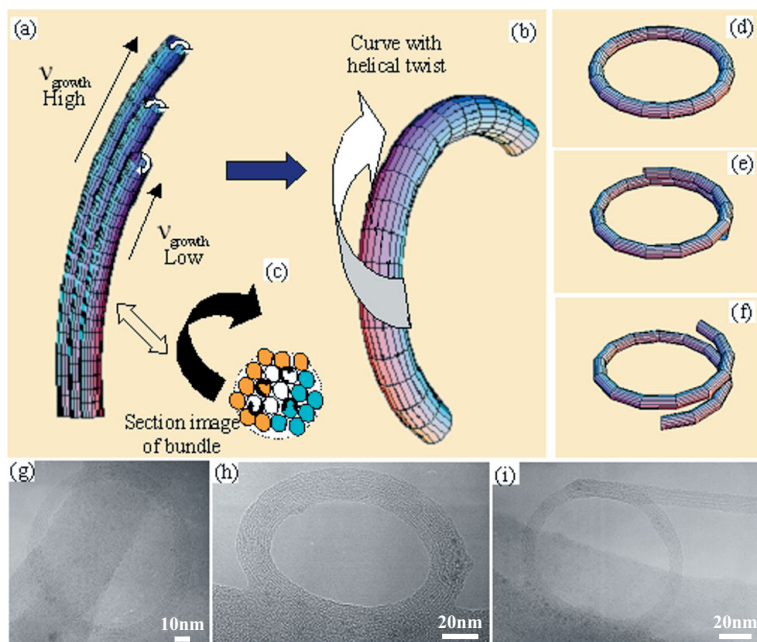 (a)
ν growth
High
ν growth
Low
Curve with
helical twist
(b)
(c)
Section image
of bundle
(d)
(e)
(f)
(g)
10nm
(h)
20nm
(i)
20nm